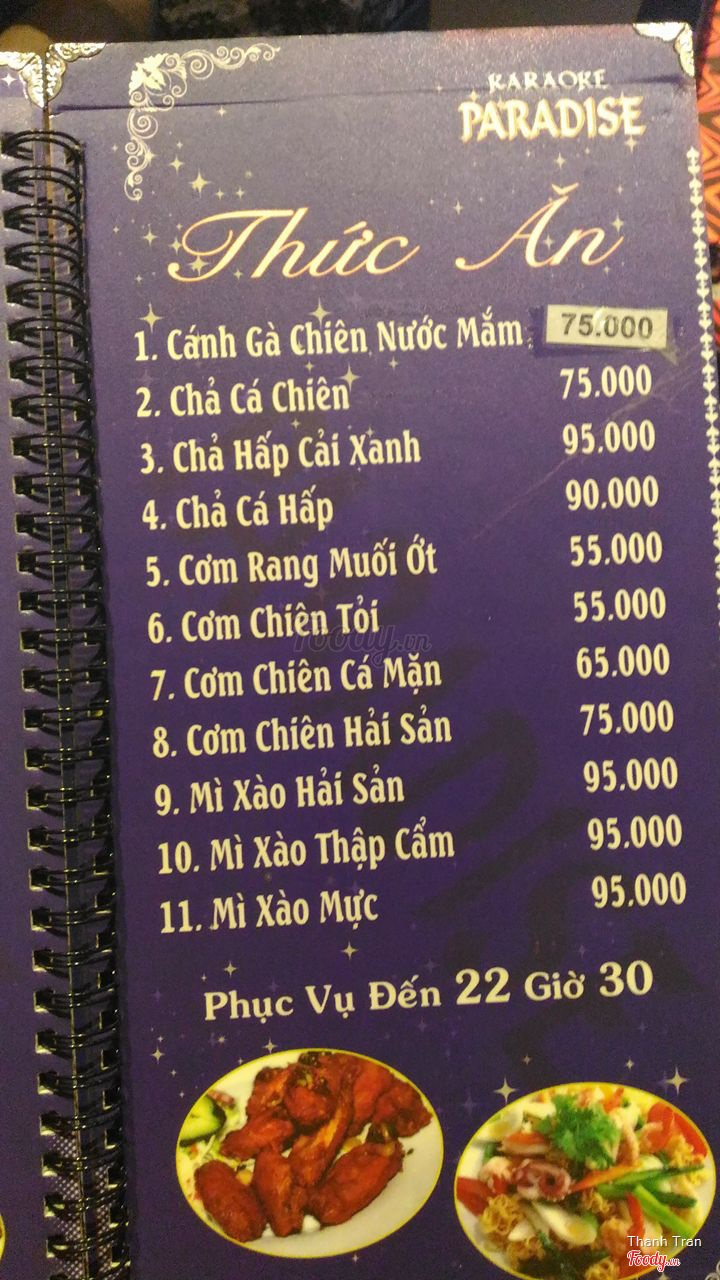 KARAOKE
PARADISE
Thức Ăn
1. Cánh Gà Chiên Nước Mắm 75.000
2. Chả Cá Chiên 75.000
3. Chả Hấp Cải Xanh 95.000
4. Chả Cá Hấp 90.000
5. Cơm Rang Muối Ớt 55.000
6. Cơm Chiên Tỏi 55.000
7. Cơm Chiên Cá Mặn 65.000
8. Cơm Chiên Hải Sản 75.000
9. Mì Xào Hải Sản 95.000
10. Mì Xào Thập Cẩm 95.000
11. Mì Xào Mực 95.000
Foody.vn
Phục Vụ Đến 22 Giờ 30
Thanh Tran
Foody.vn